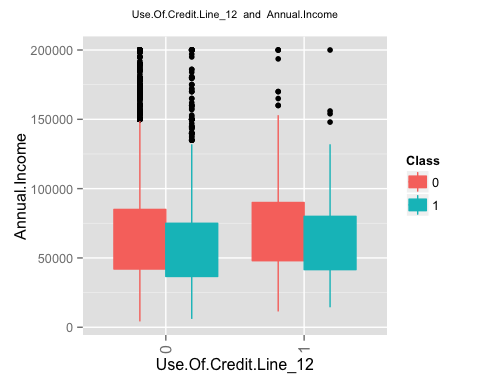 Use.Of.Credit.Line_12 and Annual.Income
Annual.Income
200000
150000
100000
50000
0
0
1
Use.Of.Credit.Line_12
Class
0
1